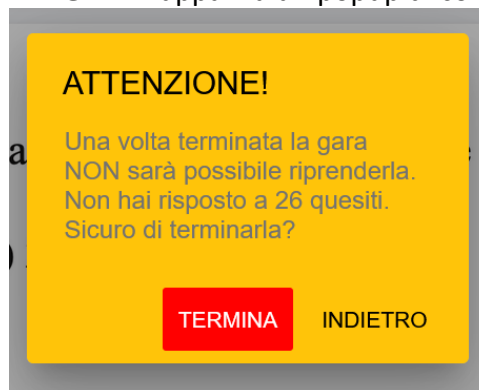 ATTENZIONE!
Una volta terminata la gara
NON sarà possibile riprenderla.
Non hai risposto a 26 quesiti.
Sicuro di terminarla?
TERMINA INDIETRO